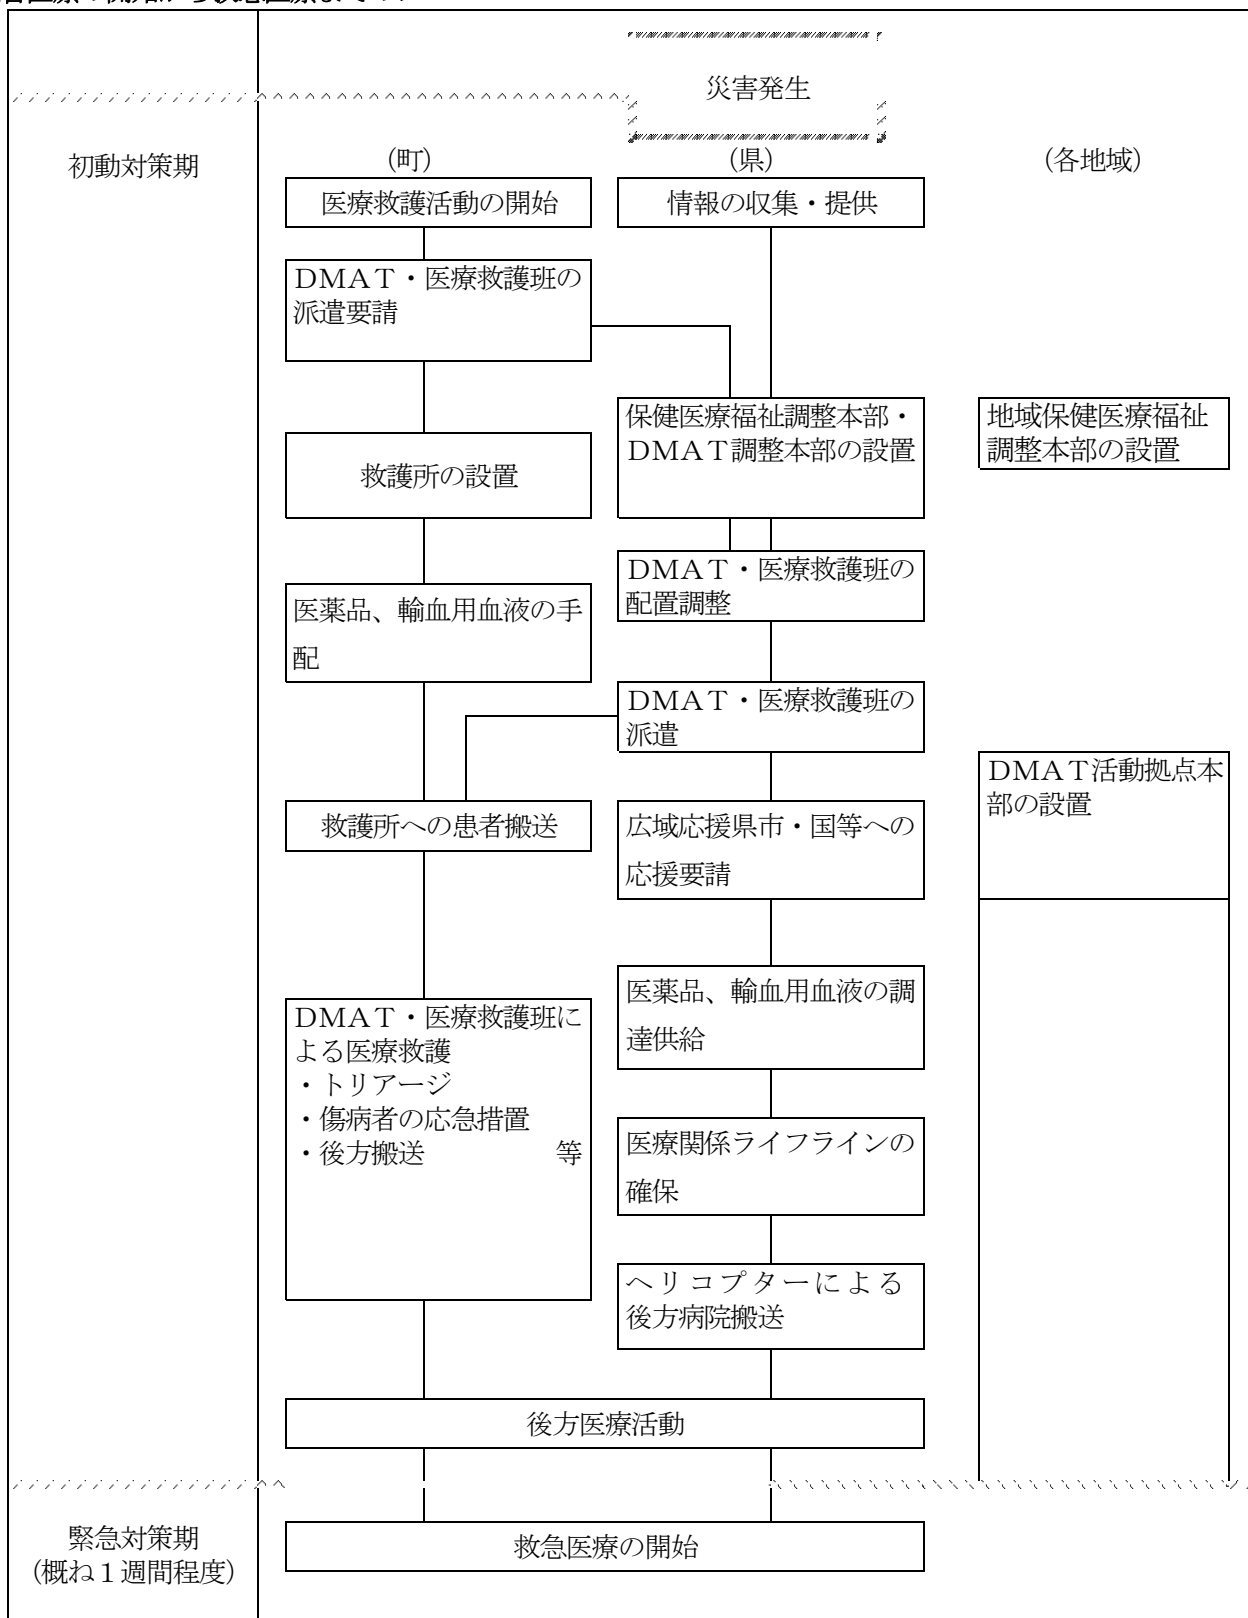 災害発生
初動対策期
(町)
(県)
(各地域)
医療救護活動の開始
情報の収集・提供
ＤＭＡＴ・医療救護班の
派遣要請
保健医療福祉調整本部・
ＤＭＡＴ調整本部の設置
地域保健医療福祉
調整本部の設置
救護所の設置
ＤＭＡＴ・医療救護班の
配置調整
医薬品、輸血用血液の手
配
ＤＭＡＴ・医療救護班の
派遣
ＤＭＡＴ活動拠点本
部の設置
救護所への患者搬送
広域応援県市・国等への
応援要請
医薬品、輸血用血液の調
達供給
ＤＭＡＴ・医療救護班に
よる医療救護
・トリアージ
・傷病者の応急措置
・後方搬送　　　　　等
医療関係ライフラインの
確保
ヘリコプターによる
後方病院搬送
後方医療活動
緊急対策期
(概ね１週間程度)
救急医療の開始